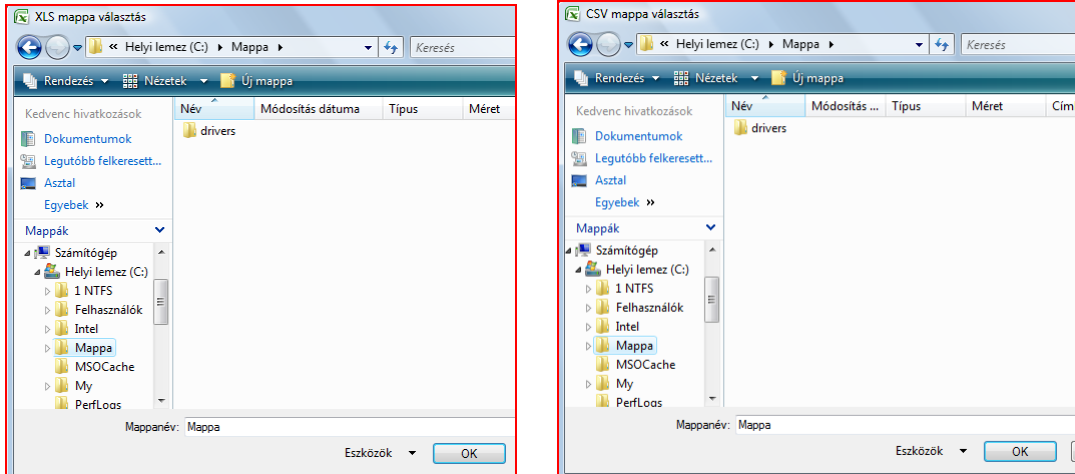 XLS mappa választás
« Helyi lemez (C:) Mappa
Keresés
Rendezés Nézetek Új mappa
Kedvenc hivatkozások
Dokumentumok
Legutóbb felkeresett...
Asztal
Egyebek »
Mappák
Számítógép
Helyi lemez (C:)
1 NTFS
Felhasználók
Intel
Mappa
MSOCache
My
PerfLogs
Név Módosítás dátuma Típus Méret
drivers
Mappanév: Mappa
Eszközök OK
CSV mappa választás
« Helyi lemez (C:) Mappa
Keresés
Rendezés Nézetek Új mappa
Kedvenc hivatkozások
Dokumentumok
Legutóbb felkeresett...
Asztal
Egyebek »
Mappák
Számítógép
Helyi lemez (C:)
1 NTFS
Felhasználók
Intel
Mappa
MSOCache
My
PerfLogs
Név Módosítás ... Típus Méret Cím
drivers
Mappanév: Mappa
Eszközök OK